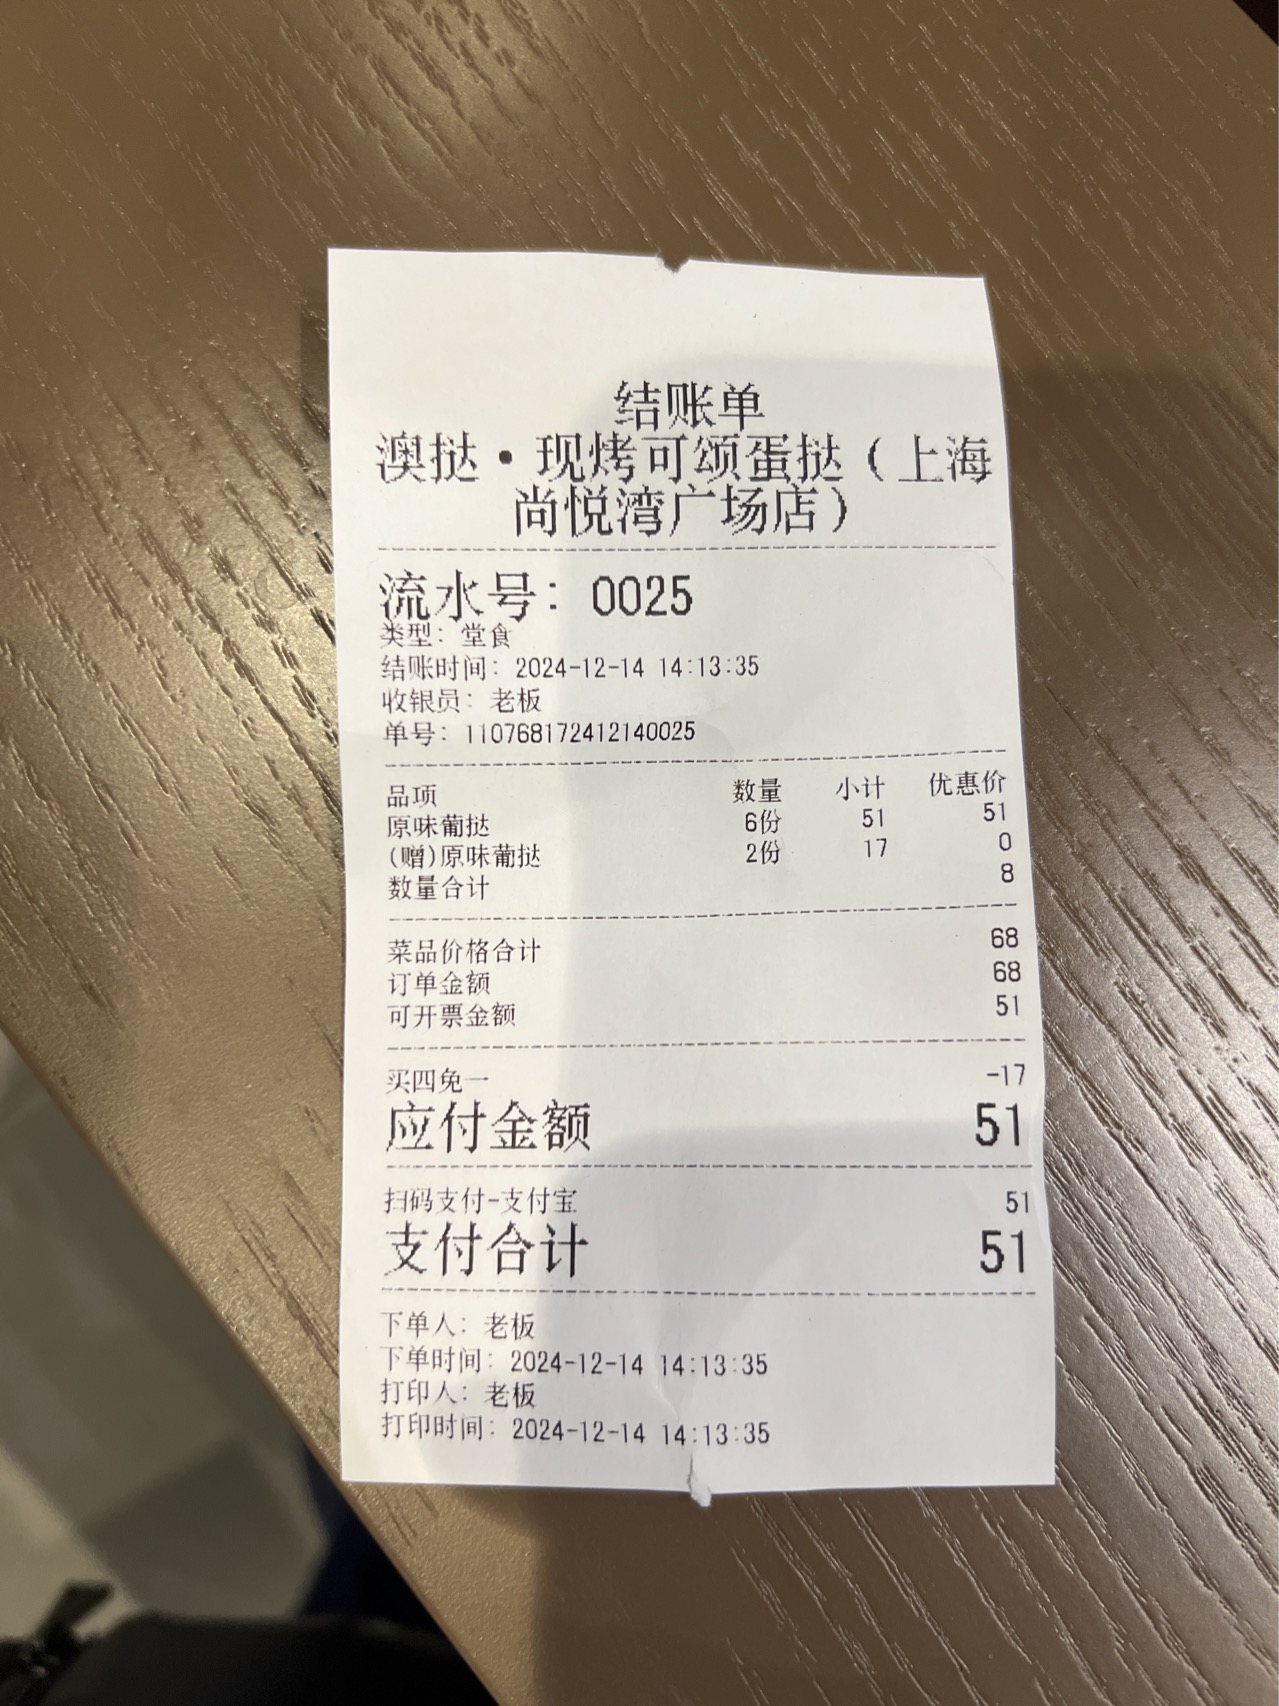 结账单
澳挞·现烤可颂蛋挞(上海
尚悦湾广场店)
流水号: 0025
类型: 堂食
结账时间: 2024-12-14 14:13:35
收银员: 老板
单号: 110768172412140025
品项 数量 小计 优惠价
原味葡挞 6份 51 51
(赠)原味葡挞 2份 17 0
数量合计 8
菜品价格合计 68
订单金额 68
可开票金额 51
买四免一 -17
应付金额 51
扫码支付-支付宝 51
支付合计 51
下单人: 老板
下单时间: 2024-12-14 14:13:35
打印人: 老板
打印时间: 2024-12-14 14:13:35